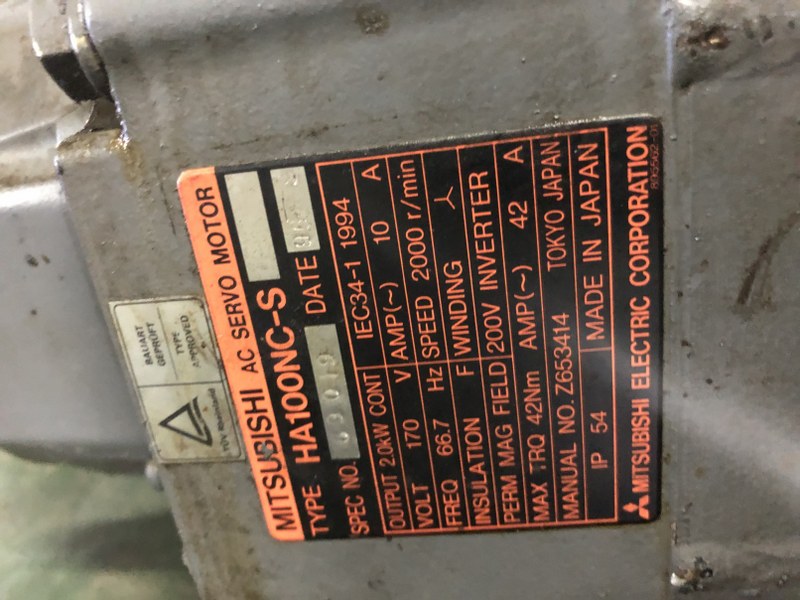 MITSUBISHI AC SERVO MOTOR
TYPE HA100NC-S
SPEC NO. DATE
OUTPUT 2.0kW CONT IEC34-1 1994
VOLT 170 V AMP(~) 10 A
FREQ 66.7 Hz SPEED 2000 r/min
INSULATION F WINDING
PERM MAG FIELD 200V INVERTER
MAX TRQ 42Nm AMP(~) 42 A
MANUAL NO. Z653414 TOKYO JAPAN
IP 54 MADE IN JAPAN
MITSUBISHI ELECTRIC CORPORATION
BAUART GEPRÜFT
TYPE APPROVED
TÜV Rheinland